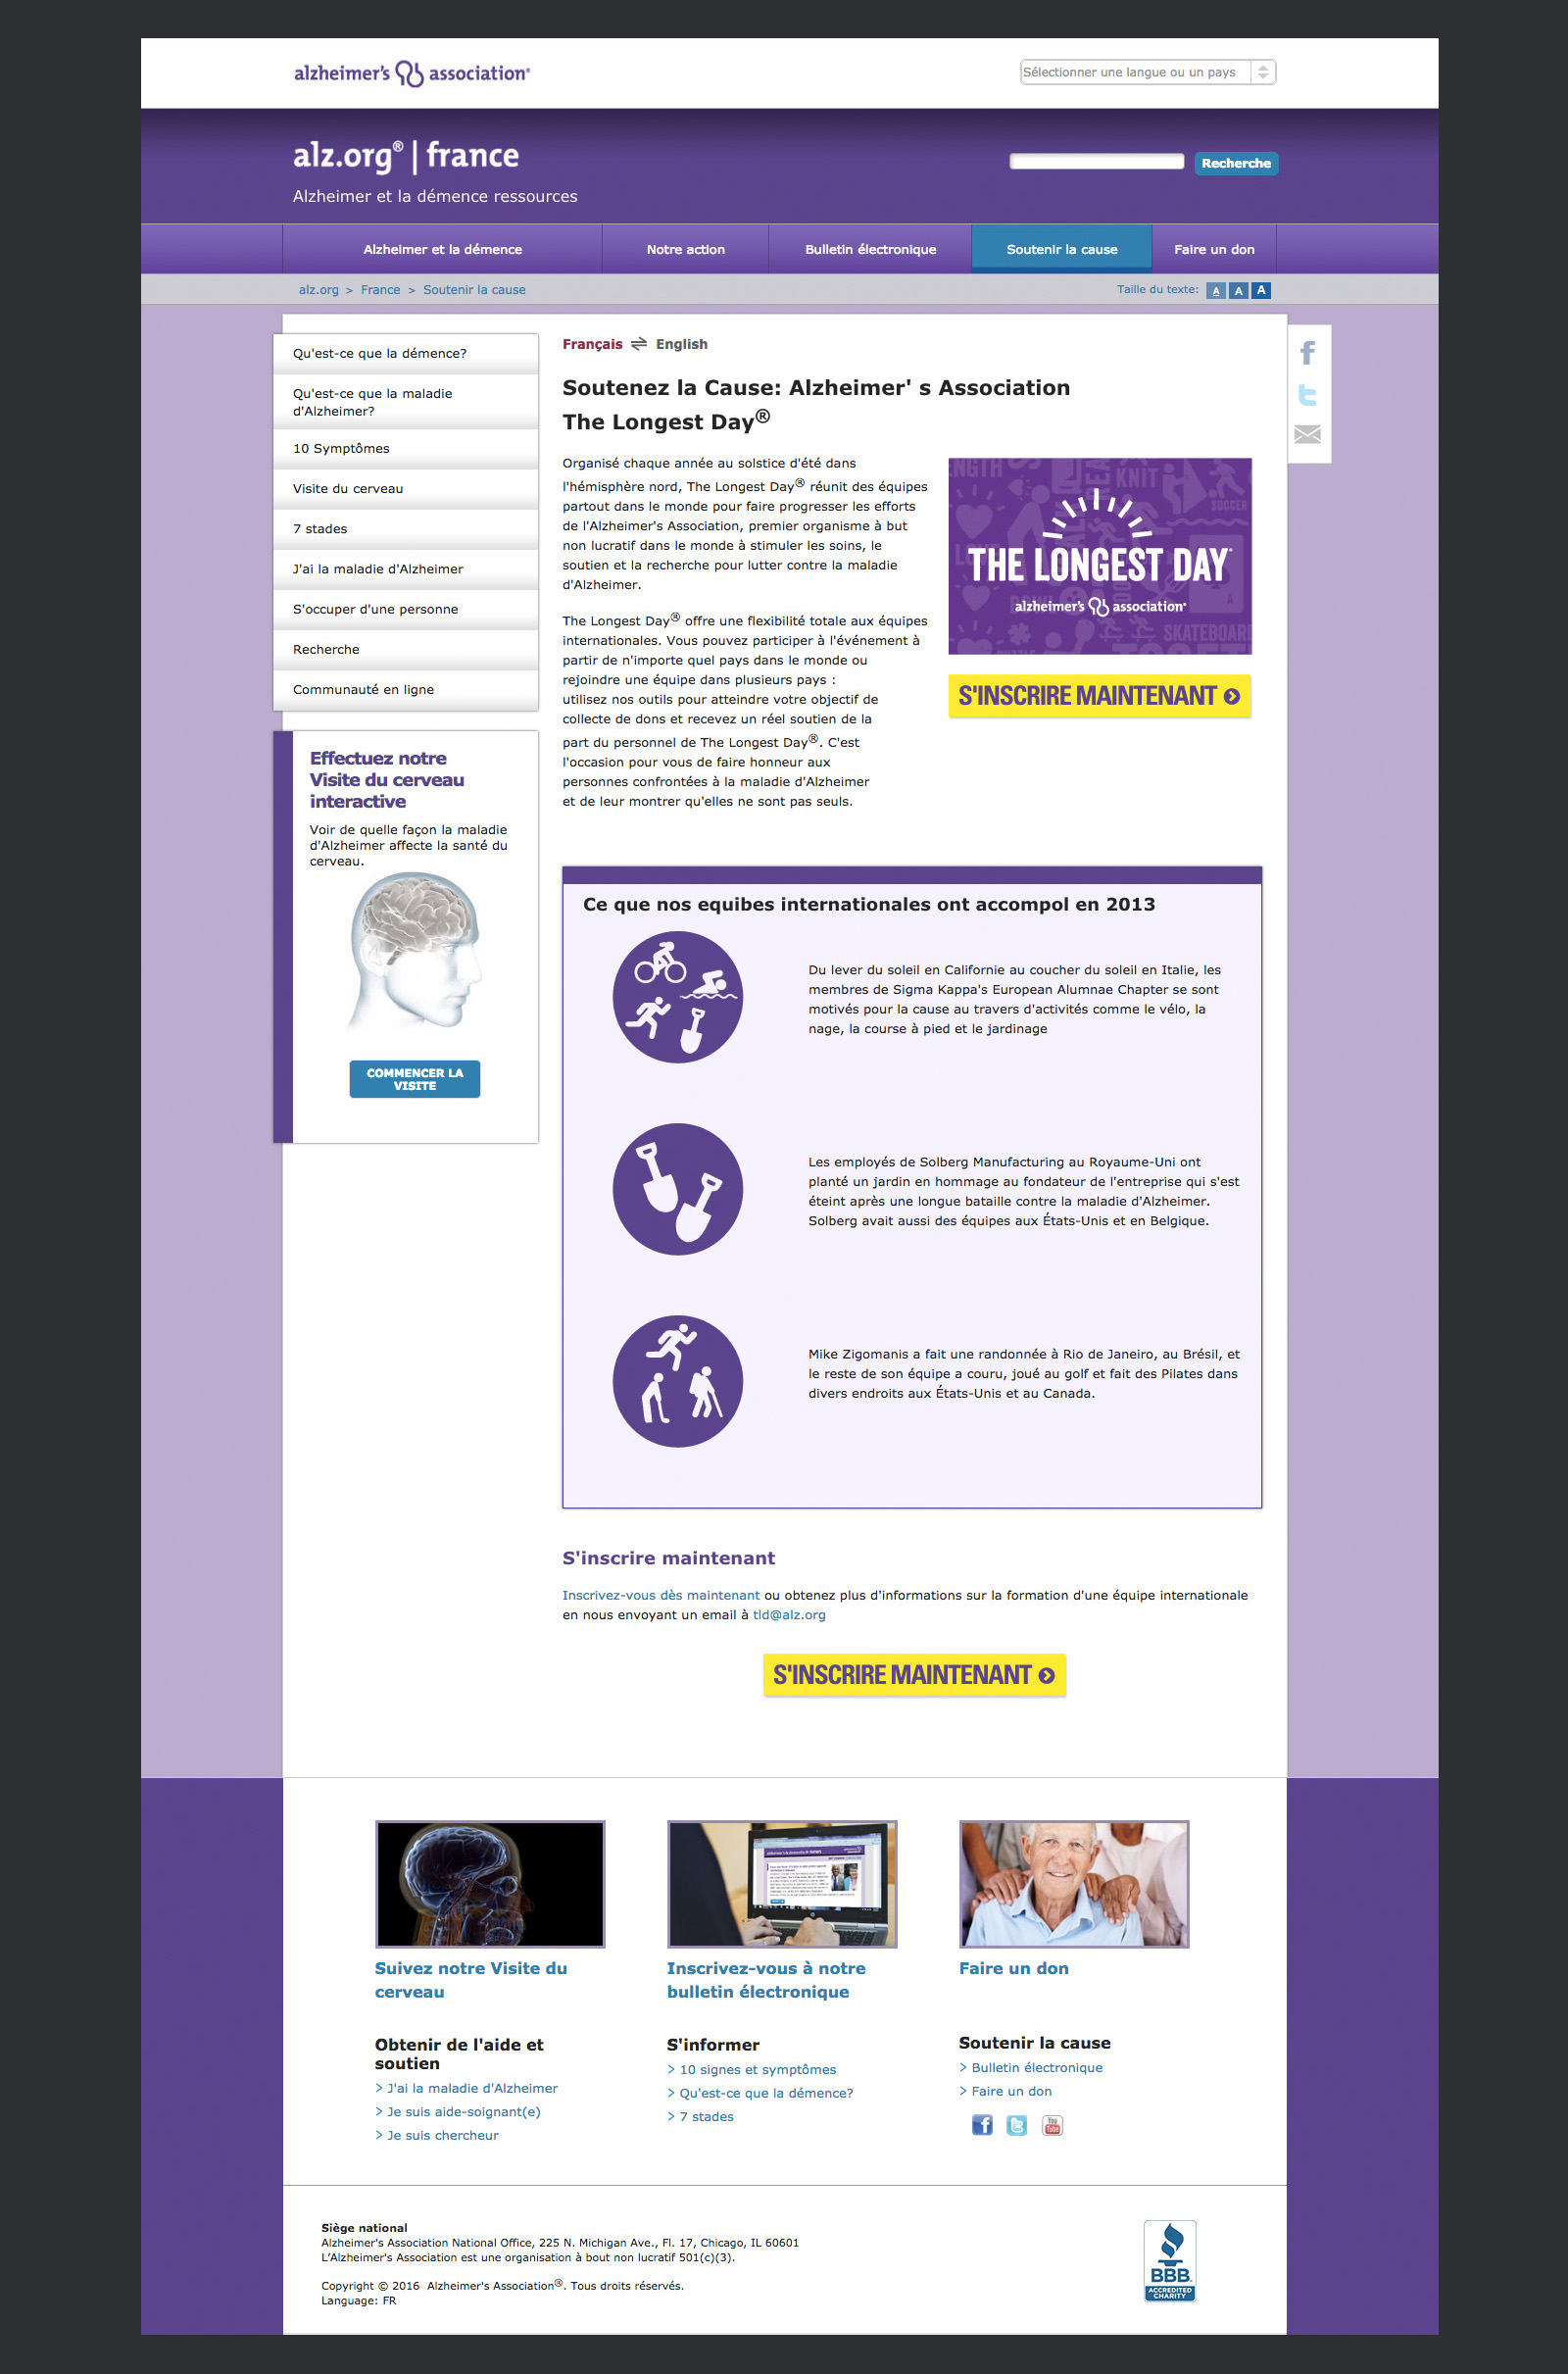 alzheimer's association®
Sélectionner une langue ou un pays
alz.org® | france
Recherche
Alzheimer et la démence ressources
Alzheimer et la démence
Notre action
Bulletin électronique
Soutenir la cause
Faire un don
alz.org > France > Soutenir la cause
Taille du texte: A A A
Qu'est-ce que la démence?
Qu'est-ce que la maladie
d'Alzheimer?
10 Symptômes
Visite du cerveau
7 stades
J'ai la maladie d'Alzheimer
S'occuper d'une personne
Recherche
Communauté en ligne
Effectuez notre
Visite du cerveau
interactive
Voir de quelle façon la maladie
d'Alzheimer affecte la santé du
cerveau.
COMMENCER LA
VISITE
Français ⇌ English
Soutenez la Cause: Alzheimer' s Association
The Longest Day®
Organisé chaque année au solstice d'été dans
l'hémisphère nord, The Longest Day® réunit des équipes
partout dans le monde pour faire progresser les efforts
de l'Alzheimer's Association, premier organisme à but
non lucratif dans le monde à stimuler les soins, le
soutien et la recherche pour lutter contre la maladie
d'Alzheimer.
The Longest Day® offre une flexibilité totale aux équipes
internationales. Vous pouvez participer à l'événement à
partir de n'importe quel pays dans le monde ou
rejoindre une équipe dans plusieurs pays :
utilisez nos outils pour atteindre votre objectif de
collecte de dons et recevez un réel soutien de la
part du personnel de The Longest Day®. C'est
l'occasion pour vous de faire honneur aux
personnes confrontées à la maladie d'Alzheimer
et de leur montrer qu'elles ne sont pas seuls.
KNIT
SOCCER
THE LONGEST DAY
alzheimer's association®
SKATEBOARD
S'INSCRIRE MAINTENANT
Ce que nos equibes internationales ont accompol en 2013
Du lever du soleil en Californie au coucher du soleil en Italie, les
membres de Sigma Kappa's European Alumnae Chapter se sont
motivés pour la cause au travers d'activités comme le vélo, la
nage, la course à pied et le jardinage
Les employés de Solberg Manufacturing au Royaume-Uni ont
planté un jardin en hommage au fondateur de l'entreprise qui s'est
éteint après une longue bataille contre la maladie d'Alzheimer.
Solberg avait aussi des équipes aux États-Unis et en Belgique.
Mike Zigomanis a fait une randonnée à Rio de Janeiro, au Brésil, et
le reste de son équipe a couru, joué au golf et fait des Pilates dans
divers endroits aux États-Unis et au Canada.
S'inscrire maintenant
Inscrivez-vous dès maintenant ou obtenez plus d'informations sur la formation d'une équipe internationale
en nous envoyant un email à tld@alz.org
S'INSCRIRE MAINTENANT
Suivez notre Visite du
cerveau
Inscrivez-vous à notre
bulletin électronique
Faire un don
Obtenir de l'aide et
soutien
> J'ai la maladie d'Alzheimer
> Je suis aide-soignant(e)
> Je suis chercheur
S'informer
> 10 signes et symptômes
> Qu'est-ce que la démence?
> 7 stades
Soutenir la cause
> Bulletin électronique
> Faire un don
You
Tube
Siège national
Alzheimer's Association National Office, 225 N. Michigan Ave., Fl. 17, Chicago, IL 60601
L'Alzheimer's Association est une organisation à bout non lucratif 501(c)(3).
Copyright © 2016 Alzheimer's Association®. Tous droits réservés.
Language: FR
BBB
ACCREDITED
CHARITY